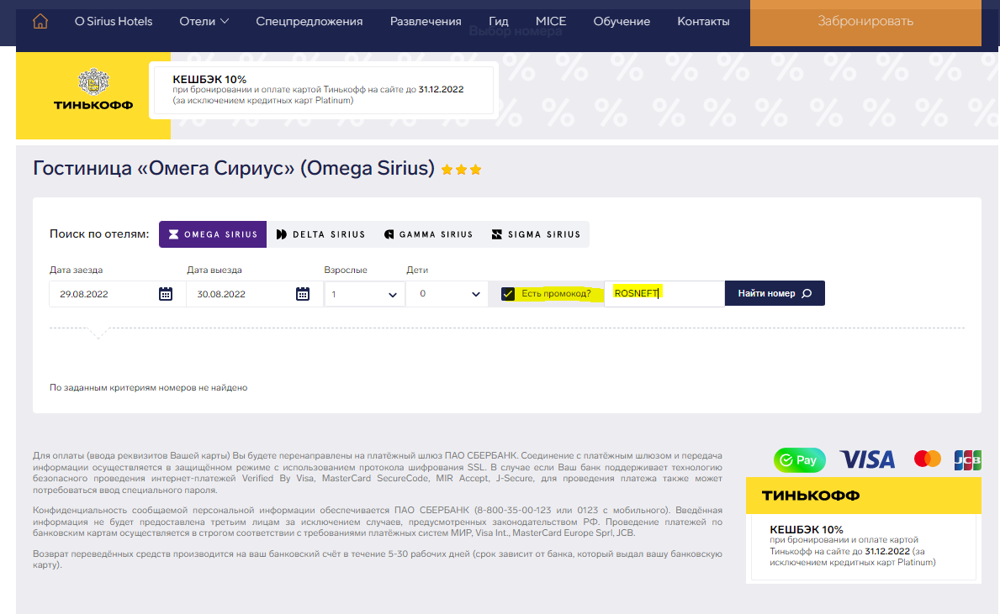 О Sirius Hotels Отели Спецпредложения Развлечения Гид MICE Обучение Контакты Забронировать
Выбор номера
ТИНЬКОФФ
КЕШБЭК 10%
при бронировании и оплате картой Тинькофф на сайте до 31.12.2022
(за исключением кредитных карт Platinum)
Гостиница «Омега Сириус» (Omega Sirius)
Поиск по отелям: OMEGA SIRIUS DELTA SIRIUS GAMMA SIRIUS SIGMA SIRIUS
Дата заезда Дата выезда Взрослые Дети
29.08.2022 30.08.2022 1 0 Есть промокод? ROSNEFT Найти номер
По заданным критериям номеров не найдено
Для оплаты (ввода реквизитов Вашей карты) Вы будете перенаправлены на платёжный шлюз ПАО СБЕРБАНК. Соединение с платёжным шлюзом и передача
информации осуществляется в защищённом режиме с использованием протокола шифрования SSL. В случае если Ваш банк поддерживает технологию
безопасного проведения интернет-платежей Verified By Visa, MasterCard SecureCode, MIR Accept, J-Secure, для проведения платежа также может
потребоваться ввод специального пароля.
Конфиденциальность сообщаемой персональной информации обеспечивается ПАО СБЕРБАНК (8-800-35-00-123 или 0123 с мобильного). Введённая
информация не будет предоставлена третьим лицам за исключением случаев, предусмотренных законодательством РФ. Проведение платежей по
банковским картам осуществляется в строгом соответствии с требованиями платёжных систем МИР, Visa Int., MasterCard Europe Sprl, JCB.
Возврат переведённых средств производится на ваш банковский счёт в течение 5-30 рабочих дней (срок зависит от банка, который выдал вашу банковскую
карту).
Pay VISA JCB
ТИНЬКОФФ
КЕШБЭК 10%
при бронировании и оплате картой
Тинькофф на сайте до 31.12.2022 (за
исключением кредитных карт Platinum)